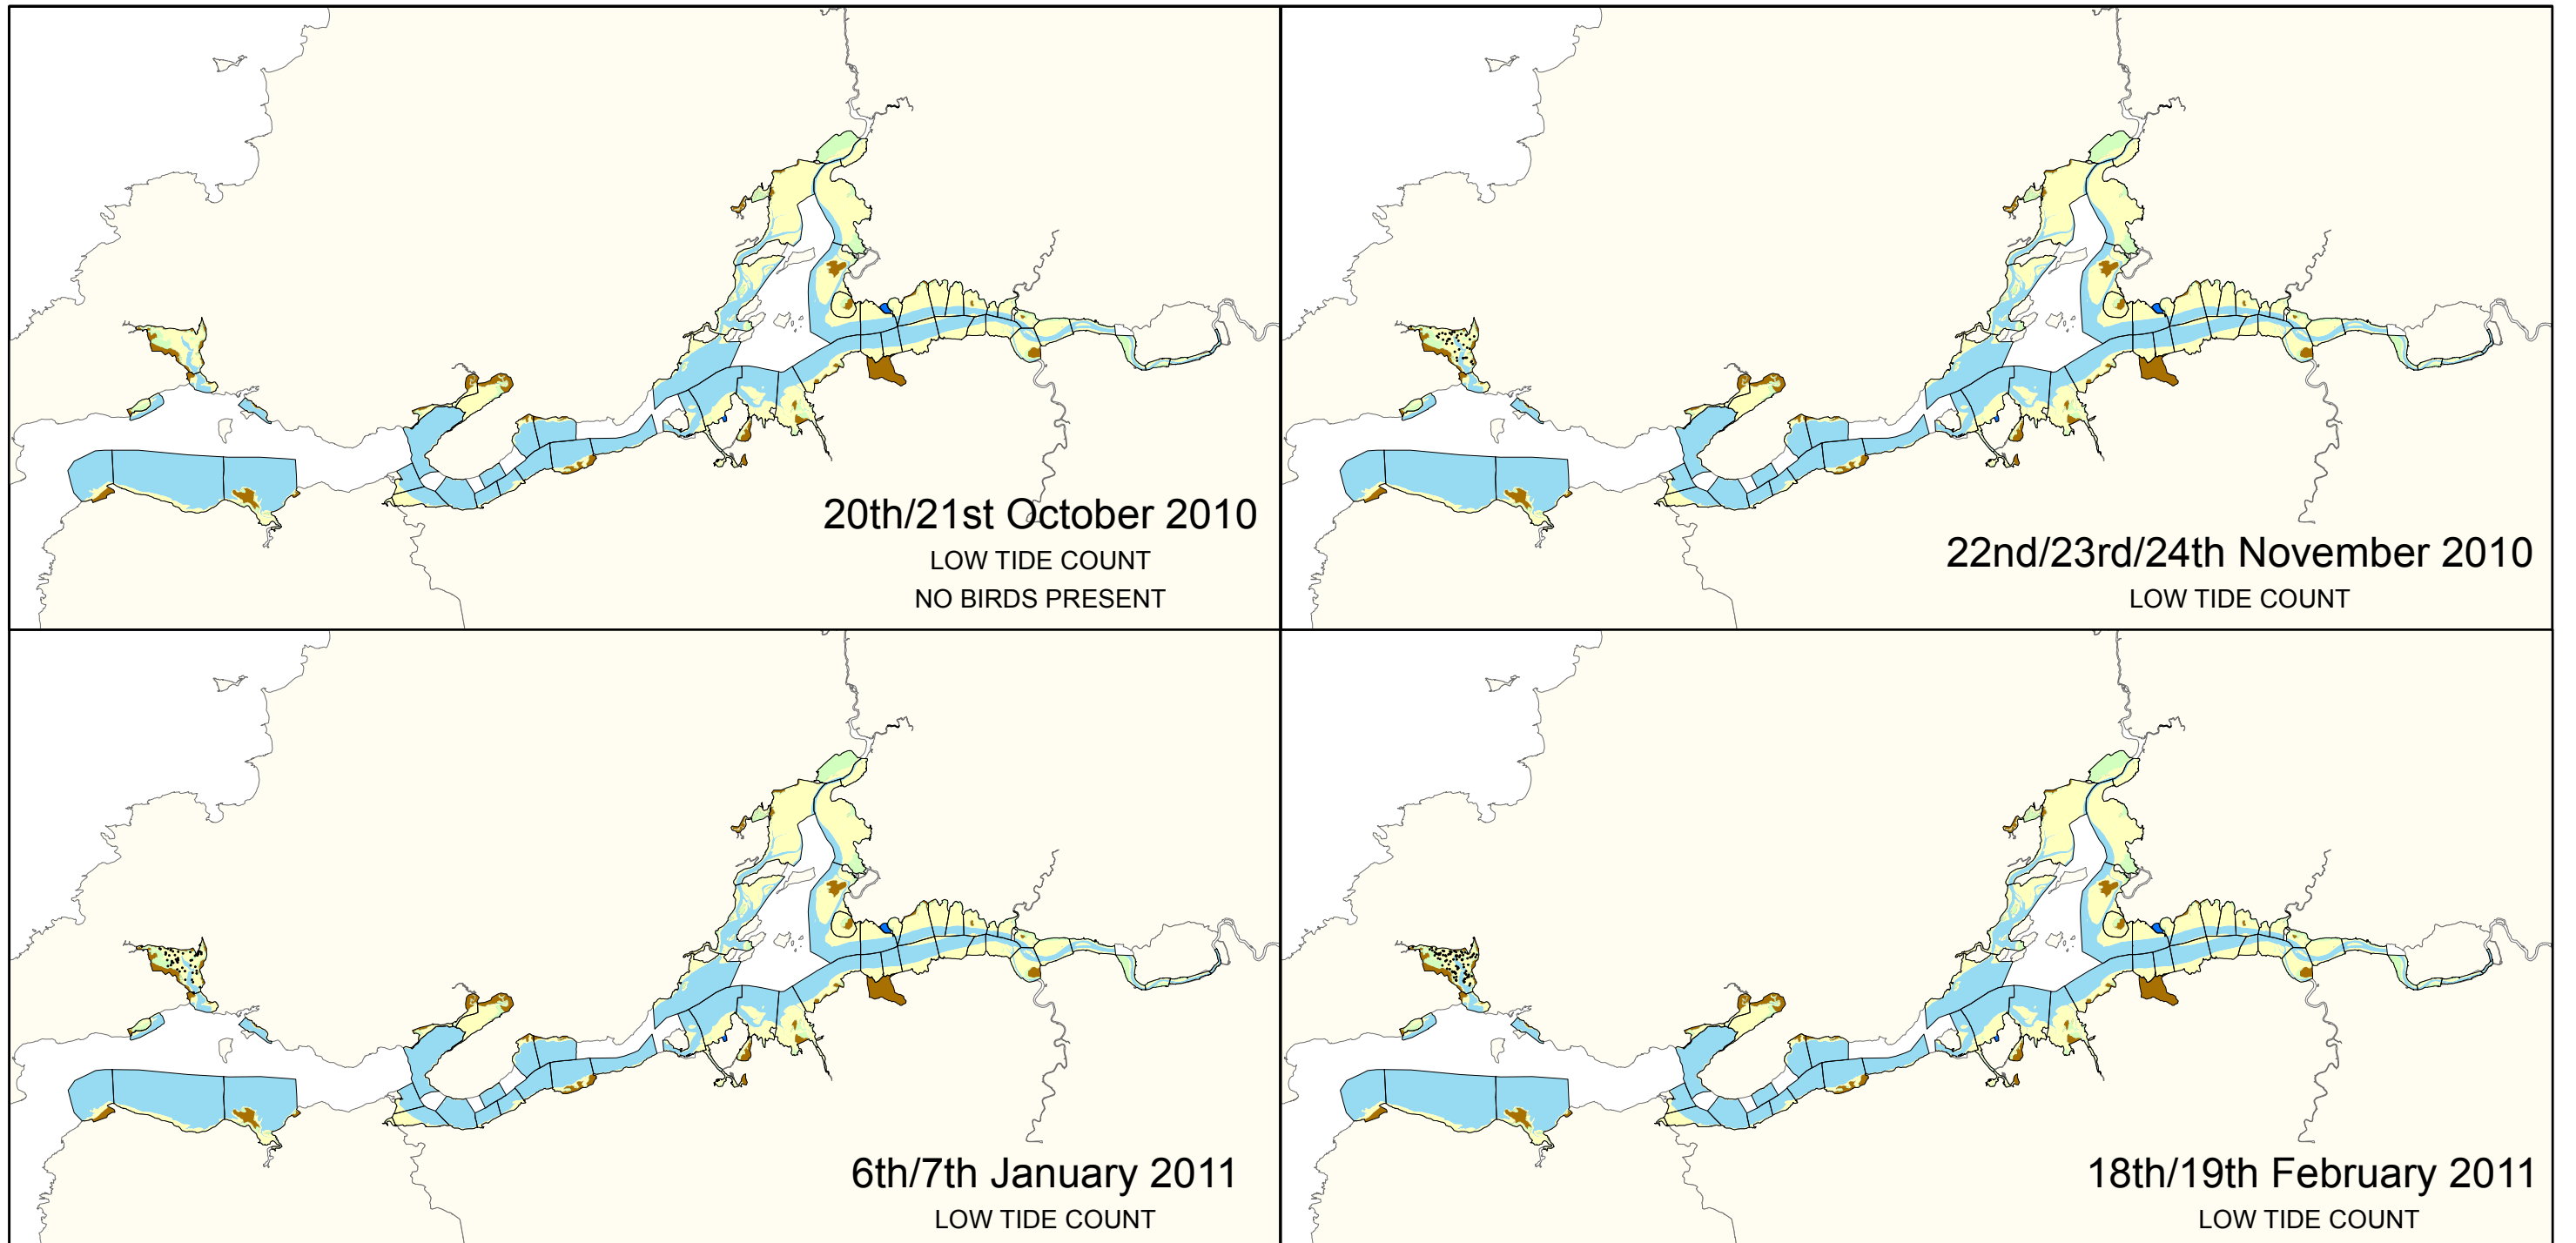 20th/21st October 2010
LOW TIDE COUNT
NO BIRDS PRESENT
22nd/23rd/24th November 2010
LOW TIDE COUNT
6th/7th January 2011
LOW TIDE COUNT
18th/19th February 2011
LOW TIDE COUNT